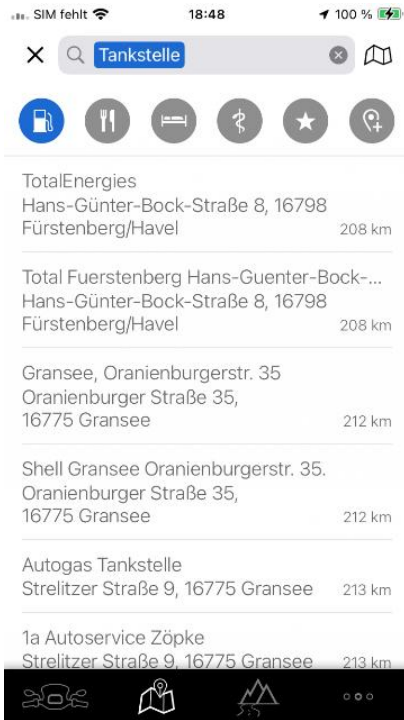 SIM fehlt 18:48 100 %
Tankstelle
TotalEnergies
Hans-Günter-Bock-Straße 8, 16798
Fürstenberg/Havel 208 km
Total Fuerstenberg Hans-Guenter-Bock-...
Hans-Günter-Bock-Straße 8, 16798
Fürstenberg/Havel 208 km
Gransee, Oranienburgerstr. 35
Oranienburger Straße 35,
16775 Gransee 212 km
Shell Gransee Oranienburgerstr. 35.
Oranienburger Straße 35,
16775 Gransee 212 km
Autogas Tankstelle
Strelitzer Straße 9, 16775 Gransee 213 km
1a Autoservice Zöpke
Strelitzer Straße 9, 16775 Gransee 213 km